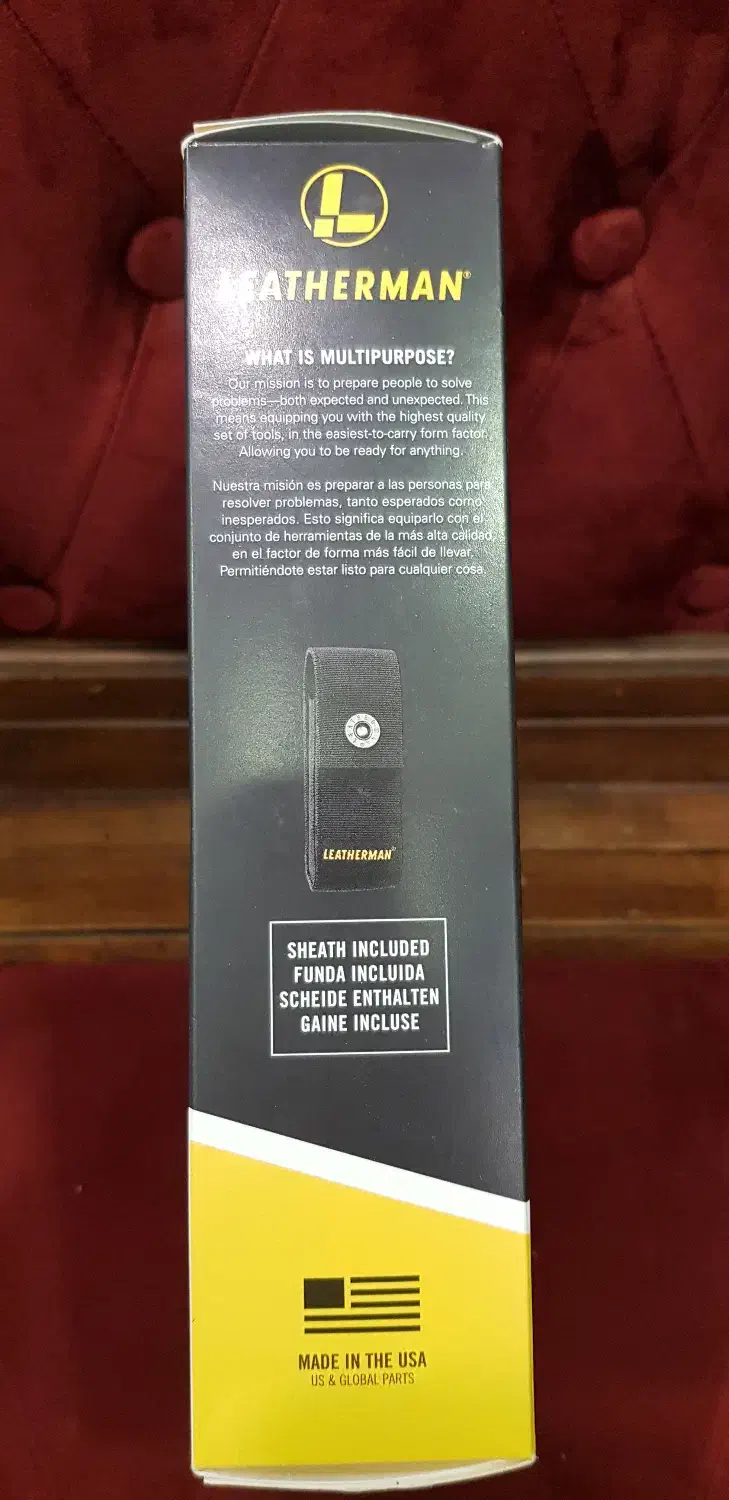 LEATHERMAN®
WHAT IS MULTIPURPOSE?
Our mission is to prepare people to solve
problems—both expected and unexpected. This
means equipping you with the highest quality
set of tools, in the easiest-to-carry form factor.
Allowing you to be ready for anything.
Nuestra misión es preparar a las personas para
resolver problemas, tanto esperados como
inesperados. Esto significa equiparlo con el
conjunto de herramientas de la más alta calidad
en el factor de forma más fácil de llevar.
Permitiéndote estar listo para cualquier cosa.
LEATHERMAN
SHEATH INCLUDED
FUNDA INCLUIDA
SCHEIDE ENTHALTEN
GAINE INCLUSE
MADE IN THE USA
US & GLOBAL PARTS